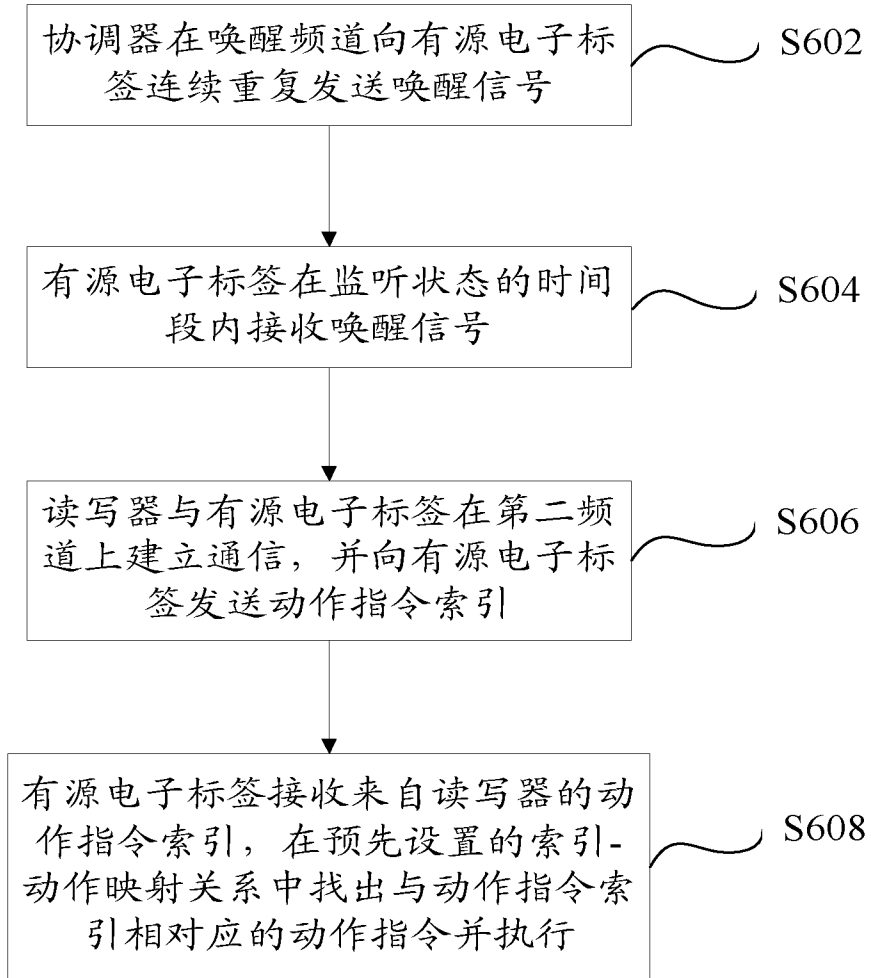 协调器在唤醒频道向有源电子标
签连续重复发送唤醒信号
S602
有源电子标签在监听状态的时间
段内接收唤醒信号
S604
读写器与有源电子标签在第二频
道上建立通信，并向有源电子标
签发送动作指令索引
S606
有源电子标签接收来自读写器的动
作指令索引，在预先设置的索引-
动作映射关系中找出与动作指令索
引相对应的动作指令并执行
S608